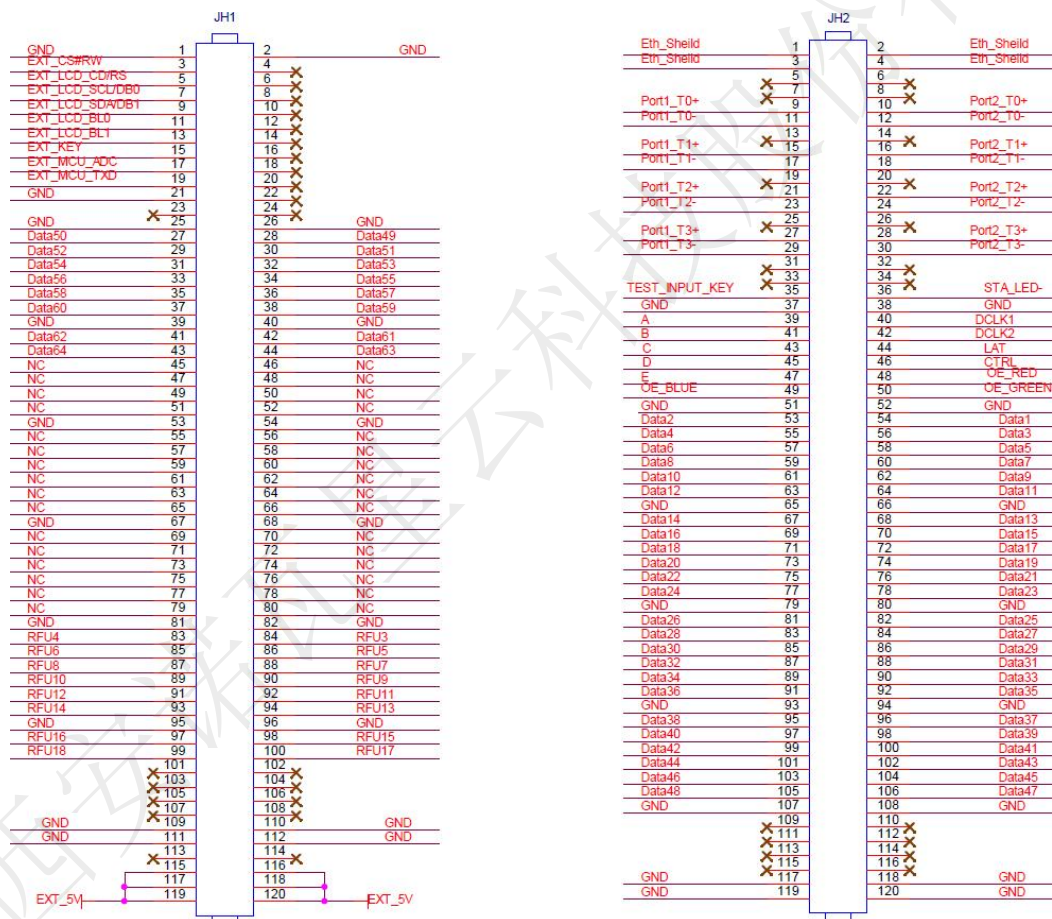 JH1
GND 1 2 GND
EXT_CS#RW 3 4
EXT_LCD_CD/RS 5 6
EXT_LCD_SCL/DB0 7 8
EXT_LCD_SDA/DB1 9 10
EXT_LCD_BL0 11 12
EXT_LCD_BL1 13 14
EXT_KEY 15 16
EXT_MCU_ADC 17 18
EXT_MCU_TXD 19 20
GND 21 22
23 24
GND 25 26 GND
Data50 27 28 Data49
Data52 29 30 Data51
Data54 31 32 Data53
Data56 33 34 Data55
Data58 35 36 Data57
Data60 37 38 Data59
GND 39 40 GND
Data62 41 42 Data61
Data64 43 44 Data63
NC 45 46 NC
NC 47 48 NC
NC 49 50 NC
NC 51 52 NC
GND 53 54 GND
NC 55 56 NC
NC 57 58 NC
NC 59 60 NC
NC 61 62 NC
NC 63 64 NC
NC 65 66 NC
GND 67 68 GND
NC 69 70 NC
NC 71 72 NC
NC 73 74 NC
NC 75 76 NC
NC 77 78 NC
NC 79 80 NC
GND 81 82 GND
RFU4 83 84 RFU3
RFU6 85 86 RFU5
RFU8 87 88 RFU7
RFU10 89 90 RFU9
RFU12 91 92 RFU11
RFU14 93 94 RFU13
GND 95 96 GND
RFU16 97 98 RFU15
RFU18 99 100 RFU17
101 102
103 104
105 106
107 108
GND 109 110 GND
GND 111 112 GND
113 114
115 116
117 118
EXT_5V 119 120 EXT_5V
JH2
Eth_Sheild 1 2 Eth_Sheild
Eth_Sheild 3 4 Eth_Sheild
5 6
7 8
Port1_T0+ 9 10 Port2_T0+
Port1_T0- 11 12 Port2_T0-
13 14
Port1_T1+ 15 16 Port2_T1+
Port1_T1- 17 18 Port2_T1-
19 20
Port1_T2+ 21 22 Port2_T2+
Port1_T2- 23 24 Port2_T2-
25 26
Port1_T3+ 27 28 Port2_T3+
Port1_T3- 29 30 Port2_T3-
31 32
33 34
TEST_INPUT_KEY 35 36 STA_LED-
GND 37 38 GND
A 39 40 DCLK1
B 41 42 DCLK2
C 43 44 LAT
D 45 46 CTRL
E 47 48 OE_RED
OE_BLUE 49 50 OE_GREEN
GND 51 52 GND
Data2 53 54 Data1
Data4 55 56 Data3
Data6 57 58 Data5
Data8 59 60 Data7
Data10 61 62 Data9
Data12 63 64 Data11
GND 65 66 GND
Data14 67 68 Data13
Data16 69 70 Data15
Data18 71 72 Data17
Data20 73 74 Data19
Data22 75 76 Data21
Data24 77 78 Data23
GND 79 80 GND
Data26 81 82 Data25
Data28 83 84 Data27
Data30 85 86 Data29
Data32 87 88 Data31
Data34 89 90 Data33
Data36 91 92 Data35
GND 93 94 GND
Data38 95 96 Data37
Data40 97 98 Data39
Data42 99 100 Data41
Data44 101 102 Data43
Data46 103 104 Data45
Data48 105 106 Data47
GND 107 108 GND
109 110
111 112
113 114
115 116
GND 117 118 GND
GND 119 120 GND
西安诺瓦星云科技股份